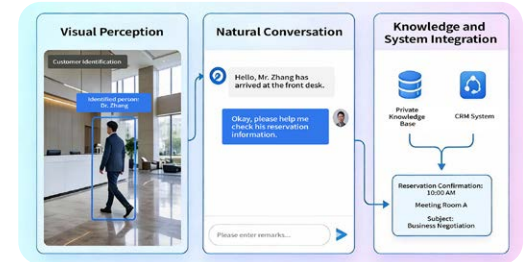 Visual Perception
Customer Identification
Identified person:
Dr. Zhang
Natural Conversation
Hello, Mr. Zhang has
arrived at the front desk.
Okay, please help me
check his reservation
information.
Please enter remarks...
Knowledge and
System Integration
Private
Knowledge
Base
CRM System
Reservation Confirmation:
10:00 AM
Meeting Room A
Subject:
Business Negotiation